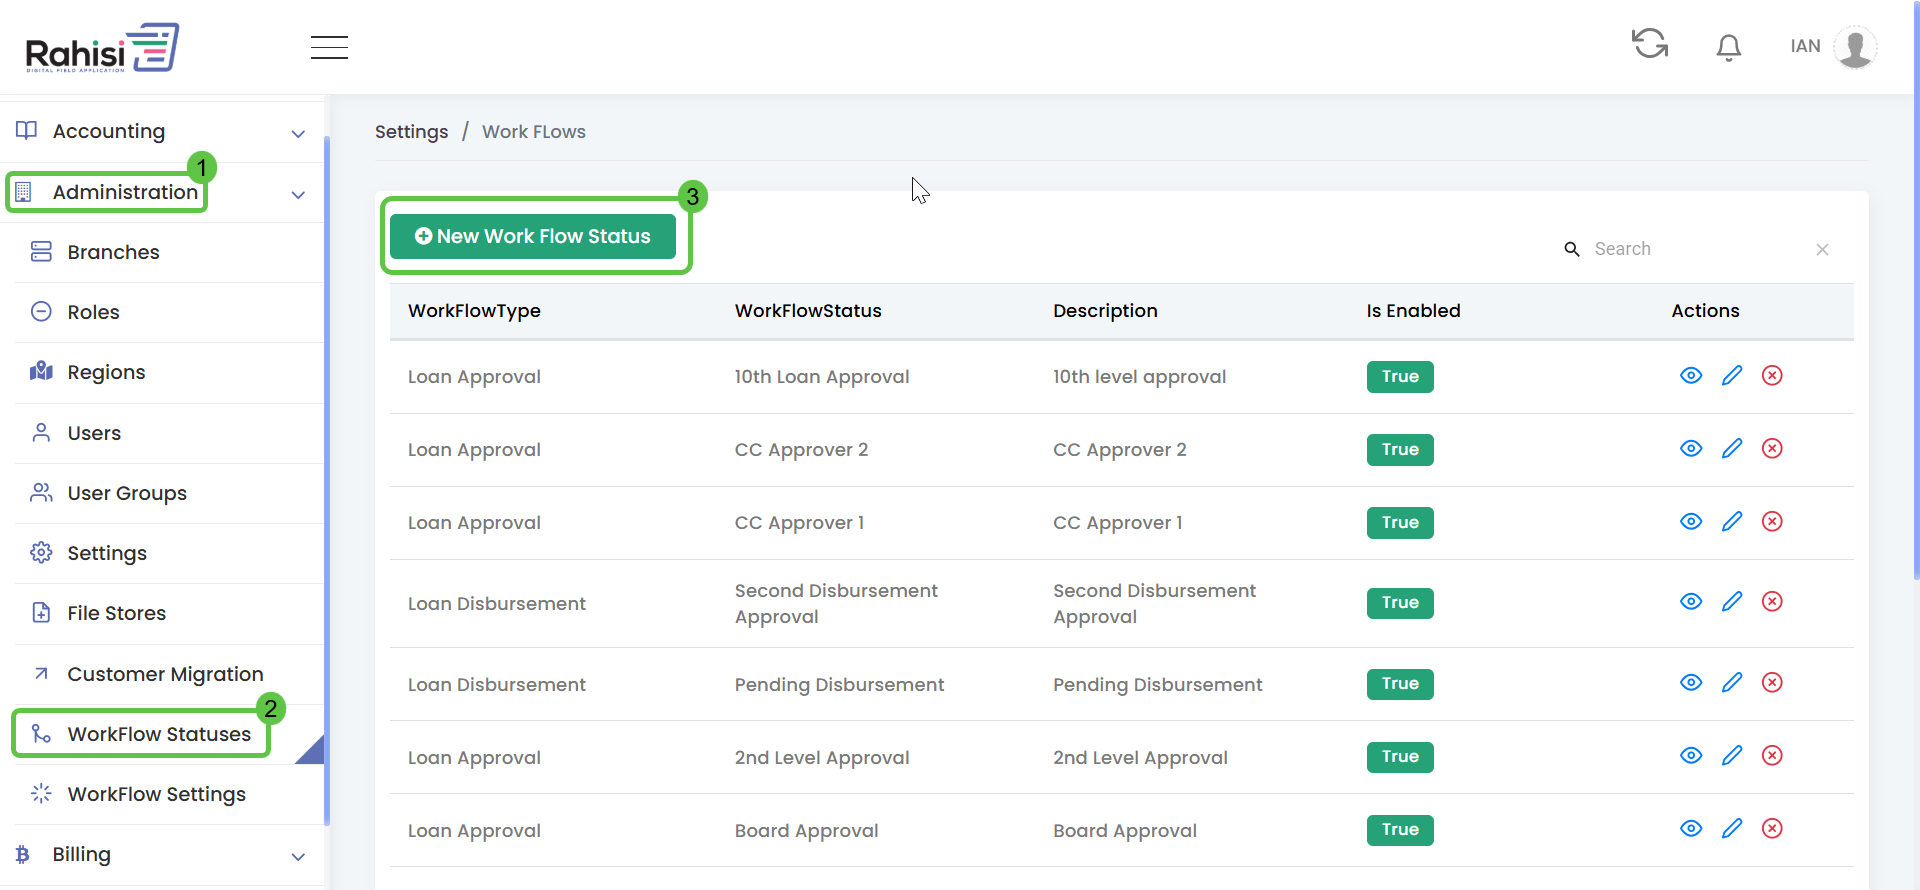 Rahisi
DIGITAL FIELD APPLICATION
IAN
Accounting
1
Administration
Branches
Roles
Regions
Users
User Groups
Settings
File Stores
Customer Migration
2
WorkFlow Statuses
WorkFlow Settings
Billing
Settings / Work FLows
3
New Work Flow Status
Search
WorkFlowType WorkFlowStatus Description Is Enabled Actions
Loan Approval 10th Loan Approval 10th level approval True
Loan Approval CC Approver 2 CC Approver 2 True
Loan Approval CC Approver 1 CC Approver 1 True
Loan Disbursement Second Disbursement Approval Second Disbursement Approval True
Loan Disbursement Pending Disbursement Pending Disbursement True
Loan Approval 2nd Level Approval 2nd Level Approval True
Loan Approval Board Approval Board Approval True